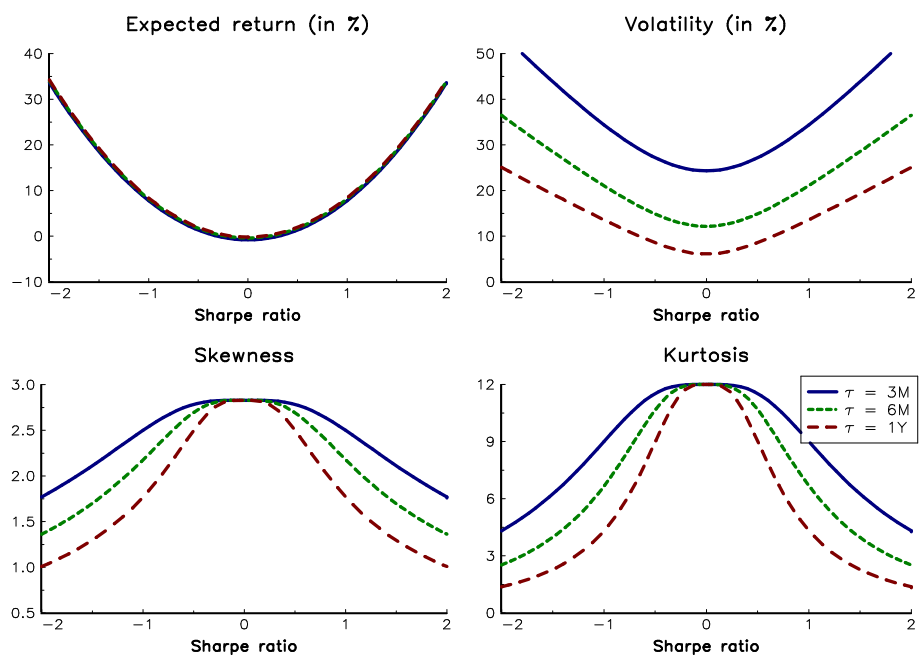 Expected return (in %)
40
30
20
10
0
−10
−2 −1 0 1 2
Sharpe ratio
Volatility (in %)
50
40
30
20
10
0
−2 −1 0 1 2
Sharpe ratio
Skewness
3.0
2.5
2.0
1.5
1.0
0.5
−2 −1 0 1 2
Sharpe ratio
Kurtosis
12
9
6
3
0
−2 −1 0 1 2
Sharpe ratio
τ = 3M
τ = 6M
τ = 1Y